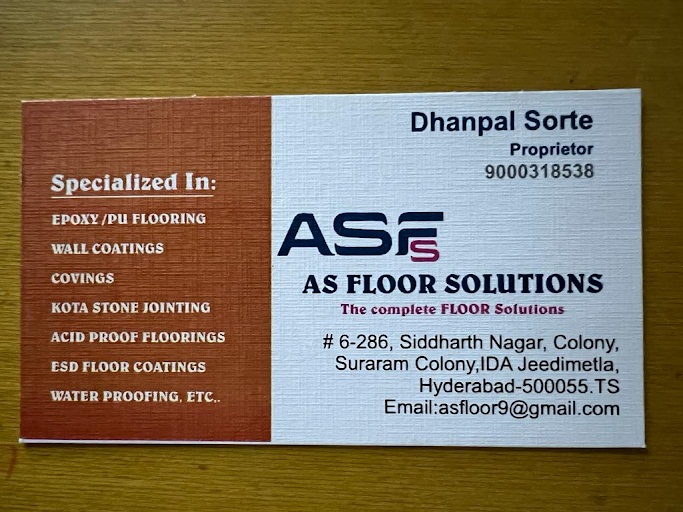 Specialized In:
EPOXY /PU FLOORING
WALL COATINGS
COVINGS
KOTA STONE JOINTING
ACID PROOF FLOORINGS
ESD FLOOR COATINGS
WATER PROOFING, ETC..
Dhanpal Sorte
Proprietor
9000318538
ASFS
AS FLOOR SOLUTIONS
The complete FLOOR Solutions
# 6-286, Siddharth Nagar, Colony,
Suraram Colony,IDA Jeedimetla,
Hyderabad-500055.TS
Email:asfloor9@gmail.com